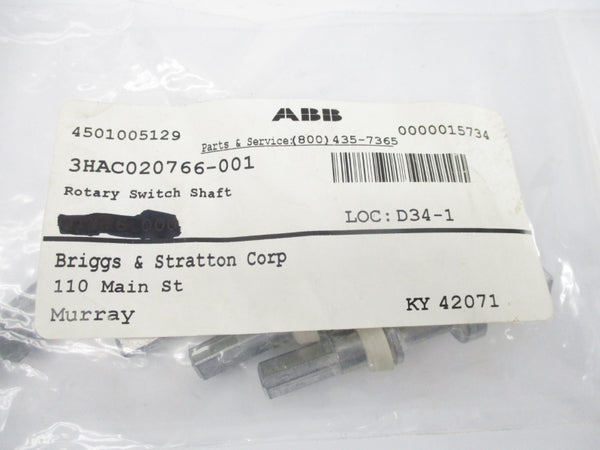 ABB
4501005129
0000015734
Parts & Service:(800)435-7365
3HAC020766-001
Rotary Switch Shaft
LOC: D34-1
Briggs & Stratton Corp
110 Main St
Murray KY 42071